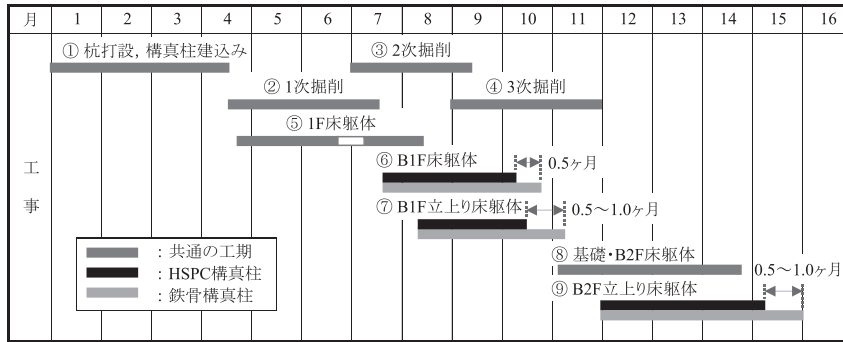 月 1 2 3 4 5 6 7 8 9 10 11 12 13 14 15 16
工事
① 杭打設，構真柱建込み
③ 2次掘削
② 1次掘削
④ 3次掘削
⑤ 1F床躯体
⑥ B1F床躯体
0.5ヶ月
⑦ B1F立上り床躯体
0.5～1.0ヶ月
⑧ 基礎・B2F床躯体
0.5～1.0ヶ月
⑨ B2F立上り床躯体
：共通の工期
：HSPC構真柱
：鉄骨構真柱